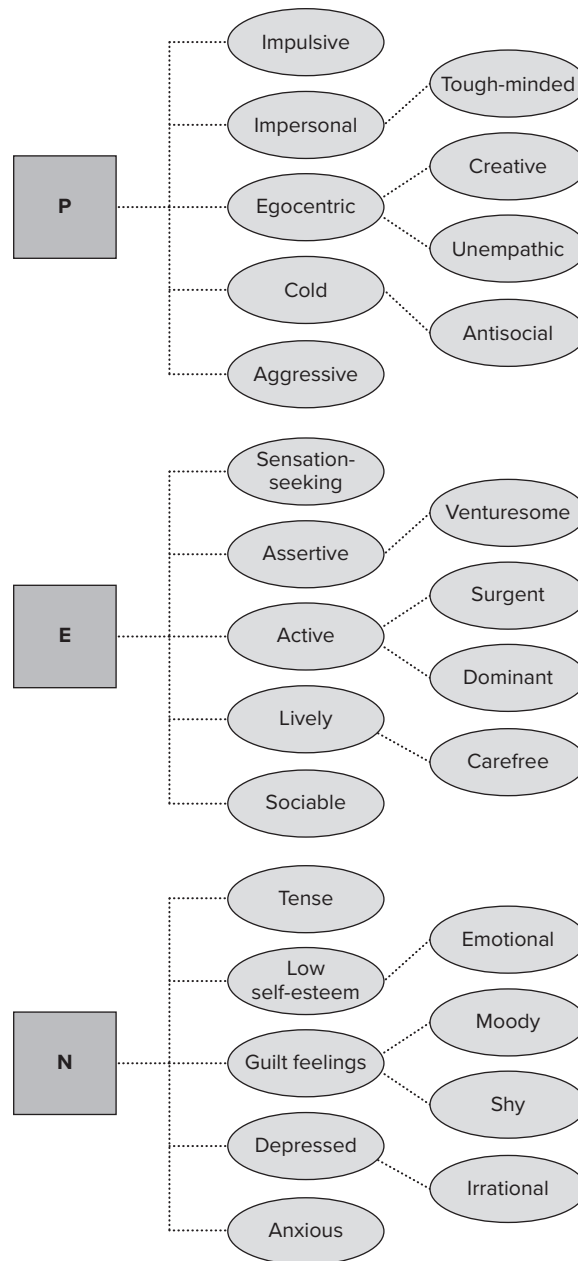 Impulsive
Tough-minded
Impersonal
Creative
P
Egocentric
Unempathic
Cold
Antisocial
Aggressive
Sensation-
seeking
Venturesome
Assertive
Surgent
E
Active
Dominant
Lively
Carefree
Sociable
Tense
Emotional
Low
self-esteem
Moody
N
Guilt feelings
Shy
Depressed
Irrational
Anxious